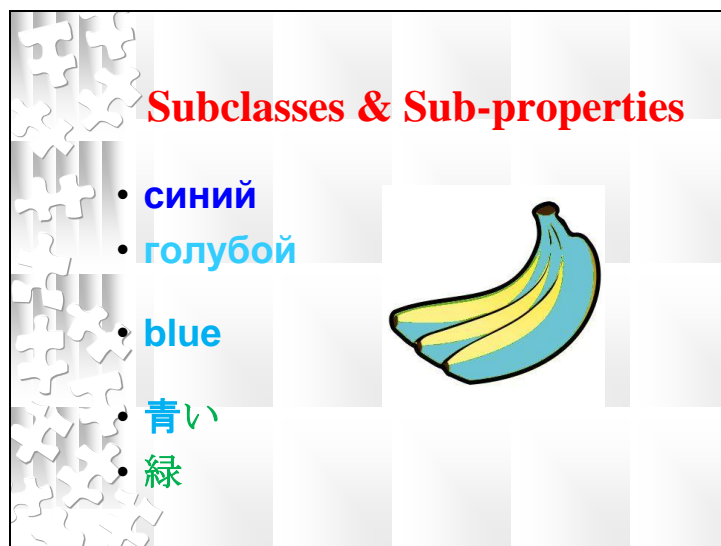 Subclasses & Sub-properties
• синий
• голубой
• blue
• 青い
• 緑